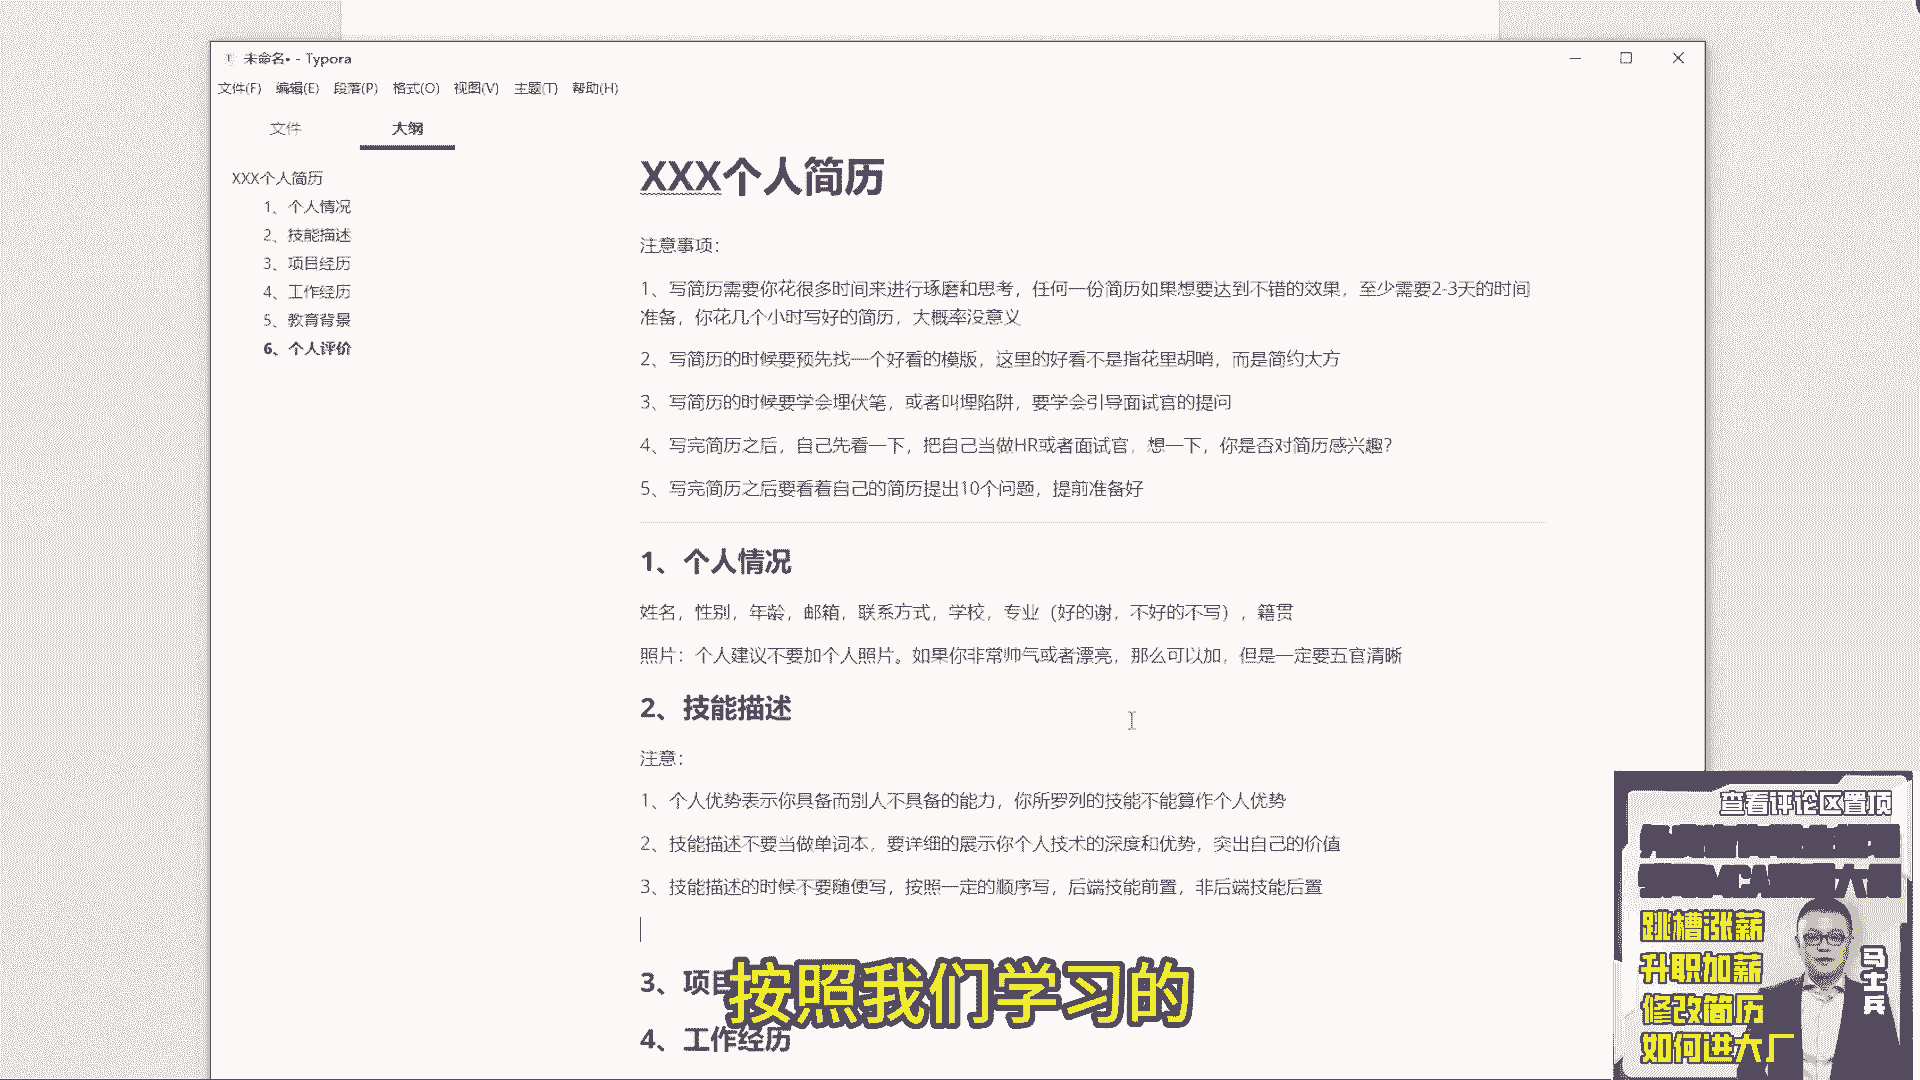 未命名• - Typora
文件(F) 编辑(E) 段落(P) 格式(O) 视图(V) 主题(T) 帮助(H)
文件 大纲
XXX个人简历
1、个人情况
2、技能描述
3、项目经历
4、工作经历
5、教育背景
6、个人评价
XXX个人简历
注意事项：
1、写简历需要你花很多时间来进行琢磨和思考，任何一份简历如果想要达到不错的效果，至少需要2-3天的时间
准备，你花几个小时写好的简历，大概率没意义
2、写简历的时候要预先找一个好看的模版，这里的好看不是指花里胡哨，而是简约大方
3、写简历的时候要学会埋伏笔，或者叫埋陷阱，要学会引导面试官的提问
4、写完简历之后，自己先看一下，把自己当做HR或者面试官，想一下，你是否对简历感兴趣？
5、写完简历之后要看着自己的简历提出10个问题，提前准备好
1、个人情况
姓名，性别，年龄，邮箱，联系方式，学校，专业（好的谢，不好的不写），籍贯
照片：个人建议不要加个人照片。如果你非常帅气或者漂亮，那么可以加，但是一定要五官清晰
2、技能描述
注意：
1、个人优势表示你具备而别人不具备的能力，你所罗列的技能不能算作个人优势
2、技能描述不要当做单词本，要详细的展示你个人技术的深度和优势，突出自己的价值
3、技能描述的时候不要随便写，按照一定的顺序写，后端技能前置，非后端技能后置
3、项目
4、工作经历
按照我们学习的
查看评论区置顶
跳槽涨薪
升职加薪
修改简历
如何进大厂
马士兵